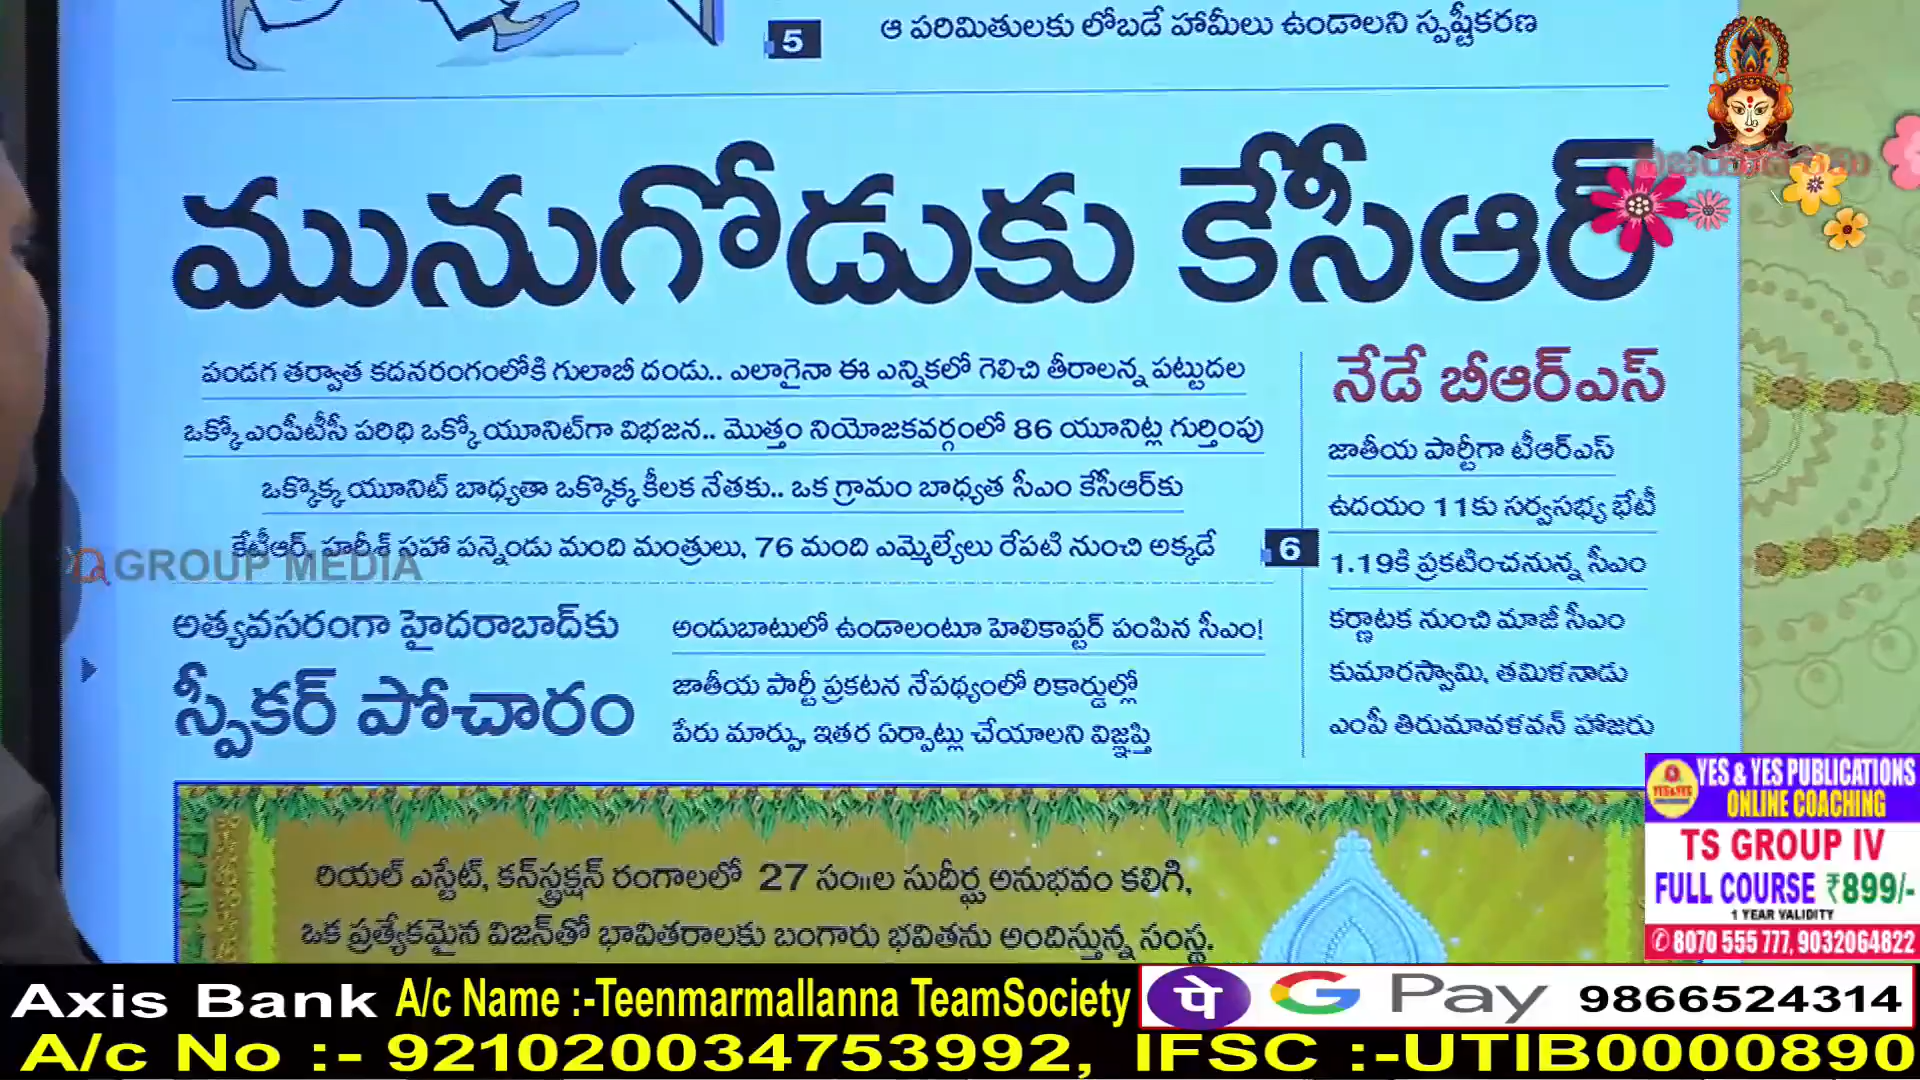 5
ఆ పరిమితులకు లోబడే హామీలు ఉండాలని స్పష్టీకరణ
మునుగోడుకు కేసీఆర్
పండగ తర్వాత కదనరంగంలోకి గులాబీ దండు.. ఎలాగైనా ఈ ఎన్నికలో గెలిచి తీరాలన్న పట్టుదల
ఒక్కో ఎంపీటీసీ పరిధి ఒక్కో యూనిట్‌గా విభజన.. మొత్తం నియోజకవర్గంలో 86 యూనిట్ల గుర్తింపు
ఒక్కొక్క యూనిట్ బాధ్యతా ఒక్కొక్క కీలక నేతకు.. ఒక గ్రామం బాధ్యత సీఎం కేసీఆర్‌కు
కేటీఆర్, హరీశ్ సహా పన్నెండు మంది మంత్రులు, 76 మంది ఎమ్మెల్యేలు రేపటి నుంచి అక్కడే
6
Q GROUP MEDIA
అత్యవసరంగా హైదరాబాద్‌కు
స్పీకర్ పోచారం
అందుబాటులో ఉండాలంటూ హెలికాప్టర్ పంపిన సీఎం!
జాతీయ పార్టీ ప్రకటన నేపథ్యంలో రికార్డుల్లో
పేరు మార్పు, ఇతర ఏర్పాట్లు చేయాలని విజ్ఞప్తి
నేడే బీఆర్ఎస్
జాతీయ పార్టీగా టీఆర్ఎస్
ఉదయం 11కు సర్వసభ్య భేటీ
1.19కి ప్రకటించనున్న సీఎం
కర్ణాటక నుంచి మాజీ సీఎం
కుమారస్వామి, తమిళనాడు
ఎంపీ తిరుమావళవన్ హాజరు
విజయదశమి
రియల్ ఎస్టేట్, కన్‌స్ట్రక్షన్ రంగాలలో 27 సం॥ల సుదీర్ఘ అనుభవం కలిగి,
ఒక ప్రత్యేకమైన విజన్‌తో భావితరాలకు బంగారు భవితను అందిస్తున్న సంస్థ.
YES & YES PUBLICATIONS
ONLINE COACHING
TS GROUP IV
FULL COURSE ₹899/-
1 YEAR VALIDITY
✆ 8070 555 777, 9032064822
Axis Bank A/c Name :-Teenmarmallanna TeamSociety
पे G Pay 9866524314
A/c No :- 921020034753992, IFSC :-UTIB0000890